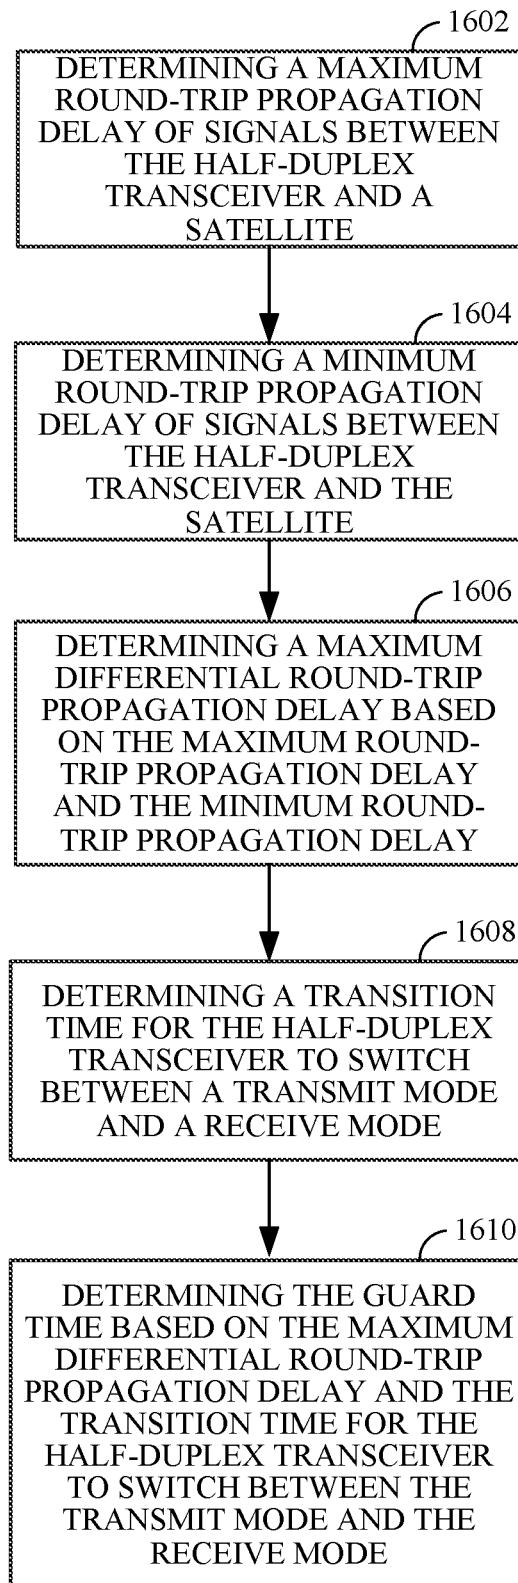 1602
DETERMINING A MAXIMUM
ROUND-TRIP PROPAGATION
DELAY OF SIGNALS BETWEEN
THE HALF-DUPLEX
TRANSCEIVER AND A
SATELLITE
1604
DETERMINING A MINIMUM
ROUND-TRIP PROPAGATION
DELAY OF SIGNALS BETWEEN
THE HALF-DUPLEX
TRANSCEIVER AND THE
SATELLITE
1606
DETERMINING A MAXIMUM
DIFFERENTIAL ROUND-TRIP
PROPAGATION DELAY BASED
ON THE MAXIMUM ROUND-
TRIP PROPAGATION DELAY
AND THE MINIMUM ROUND-
TRIP PROPAGATION DELAY
1608
DETERMINING A TRANSITION
TIME FOR THE HALF-DUPLEX
TRANSCEIVER TO SWITCH
BETWEEN A TRANSMIT MODE
AND A RECEIVE MODE
1610
DETERMINING THE GUARD
TIME BASED ON THE MAXIMUM
DIFFERENTIAL ROUND-TRIP
PROPAGATION DELAY AND THE
TRANSITION TIME FOR THE
HALF-DUPLEX TRANSCEIVER
TO SWITCH BETWEEN THE
TRANSMIT MODE AND THE
RECEIVE MODE